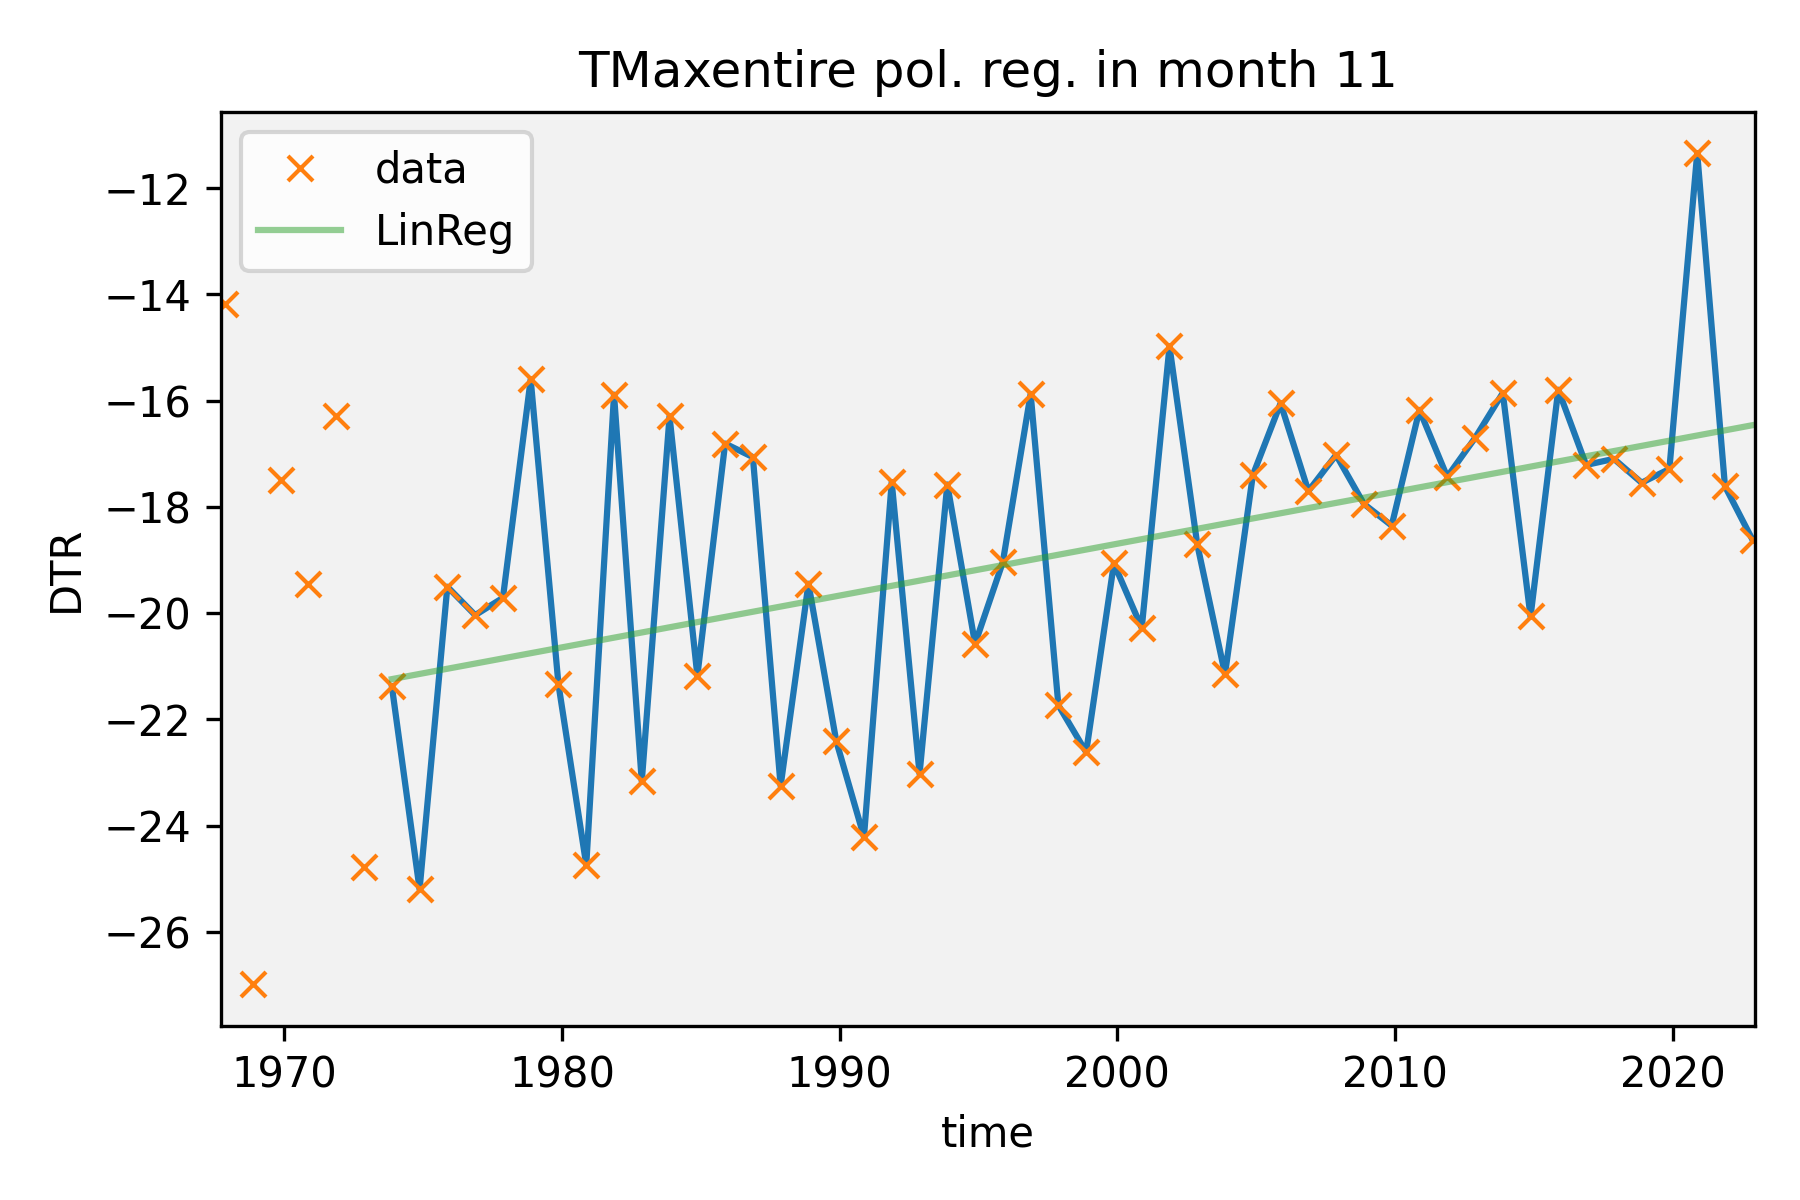 TMaxentire pol. reg. in month 11
data
LinReg
−12
−14
−16
−18
−20
−22
−24
−26
DTR
1970 1980 1990 2000 2010 2020
time